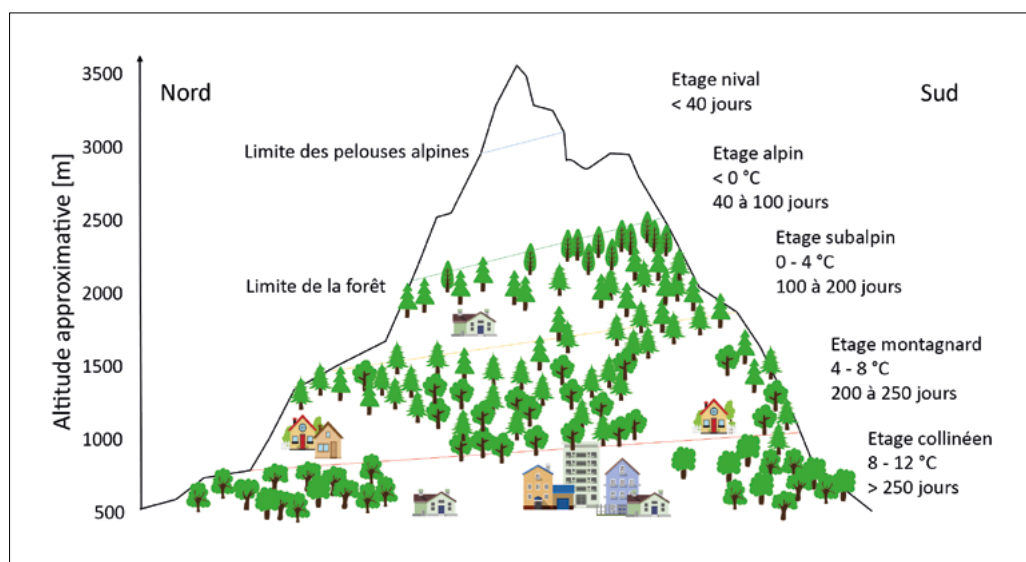 Altitude approximative [m]
3500
3000
2500
2000
1500
1000
500
Nord
Sud
Limite des pelouses alpines
Limite de la forêt
Etage nival
< 40 jours
Etage alpin
< 0 °C
40 à 100 jours
Etage subalpin
0 - 4 °C
100 à 200 jours
Etage montagnard
4 - 8 °C
200 à 250 jours
Etage collinéen
8 - 12 °C
> 250 jours